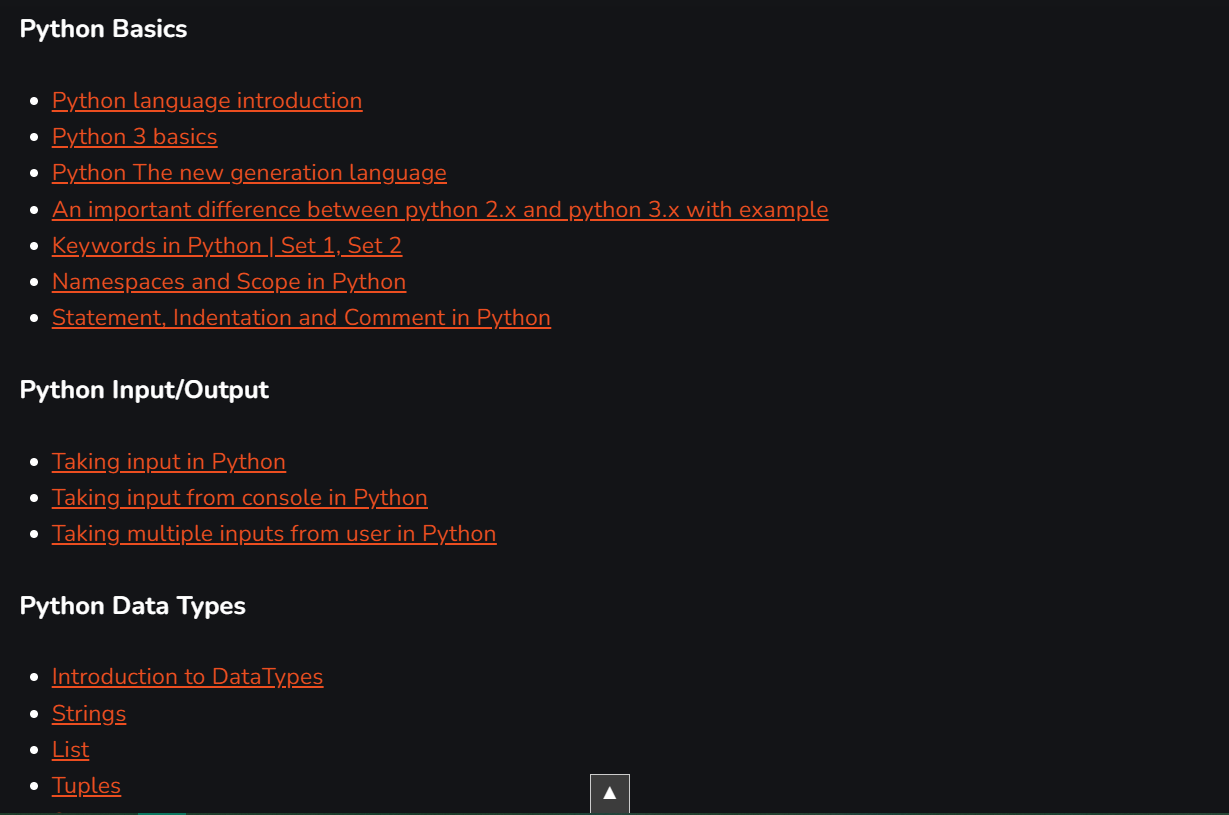 Python Basics
Python language introduction
Python 3 basics
Python The new generation language
An important difference between python 2.x and python 3.x with example
Keywords in Python | Set 1, Set 2
Namespaces and Scope in Python
Statement, Indentation and Comment in Python
Python Input/Output
Taking input in Python
Taking input from console in Python
Taking multiple inputs from user in Python
Python Data Types
Introduction to DataTypes
Strings
List
Tuples